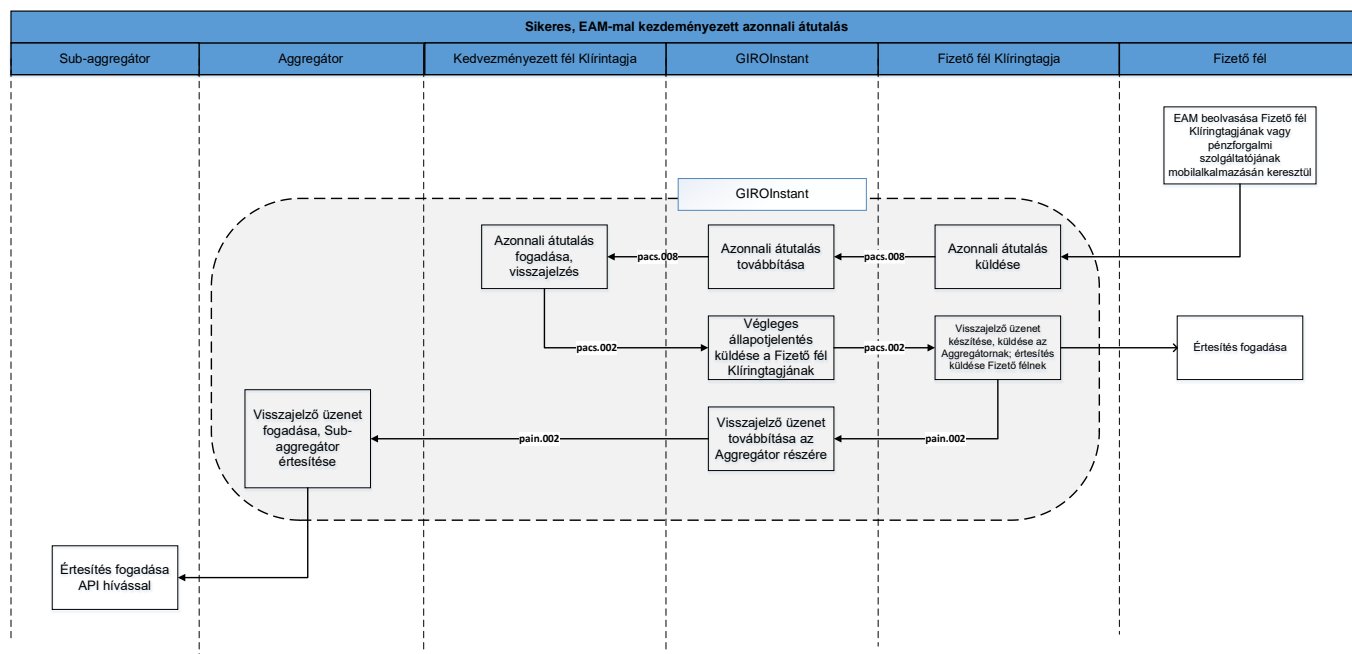 Sikeres, EAM-mal kezdeményezett azonnali átutalás
Sub-aggregátor
Aggregátor
Kedvezményezett fél Klírintagja
GIROInstant
Fizető fél Klíringtagja
Fizető fél
EAM beolvasása Fizető fél
Klíringtagjának vagy
pénzforgalmi
szolgáltatójának
mobilalkalmazásán keresztül
GIROInstant
Azonnali átutalás
fogadása,
visszajelzés
pacs.008
Azonnali átutalás
továbbítása
pacs.008
Azonnali átutalás
küldése
pacs.002
Végleges
állapotjelentés
küldése a Fizető fél
Klíringtagjának
pacs.002
Visszajelző üzenet
készítése, küldése az
Aggregátornak; értesítés
küldése Fizető félnek
Értesítés fogadása
Visszajelző üzenet
fogadása, Sub-
aggregátor
értesítése
pain.002
Visszajelző üzenet
továbbítása az
Aggregátor részére
pain.002
Értesítés fogadása
API hívással